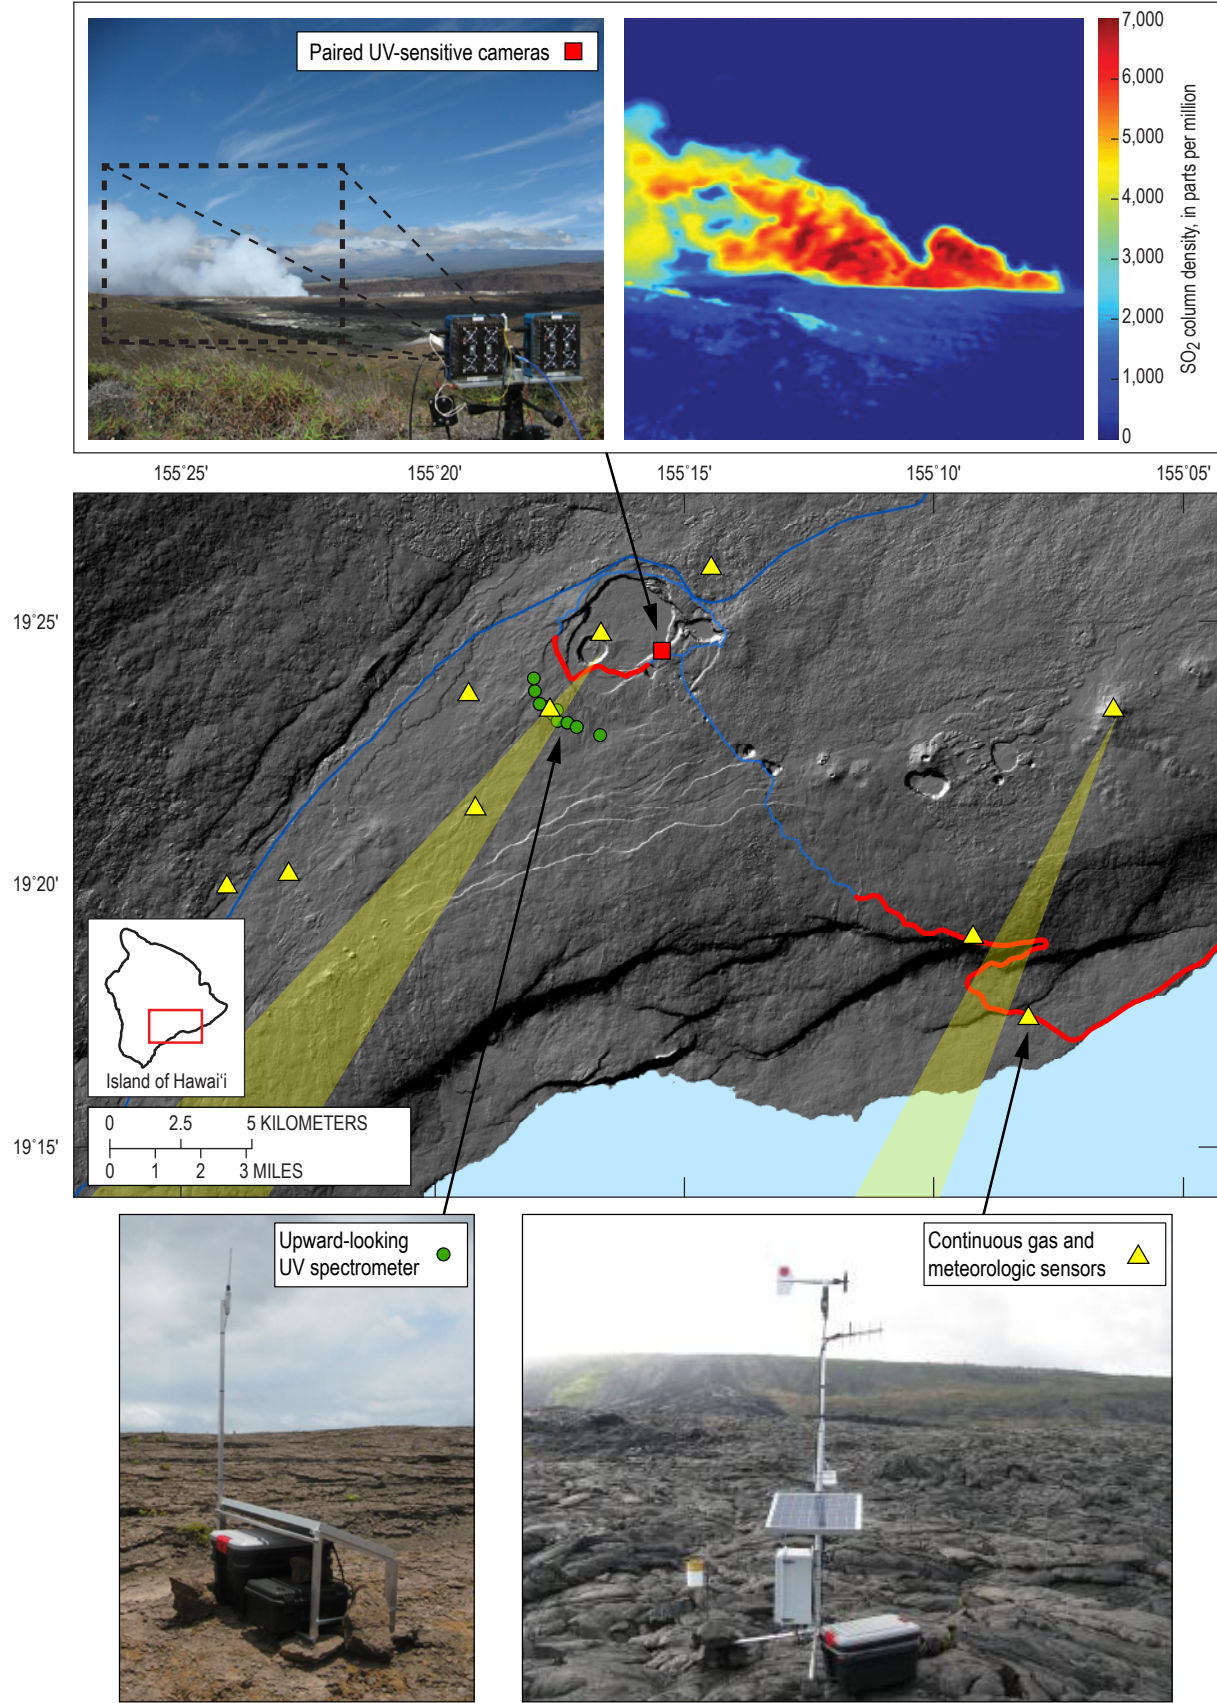 Paired UV-sensitive cameras
7,000
6,000
5,000
4,000
3,000
2,000
1,000
0
SO2 column density, in parts per million
155˚25' 155˚20' 155˚15' 155˚10' 155˚05'
19˚25'
19˚20'
19˚15'
Island of Hawaiʻi
0 2.5 5 KILOMETERS
0 1 2 3 MILES
Upward-looking
UV spectrometer
Continuous gas and
meteorologic sensors